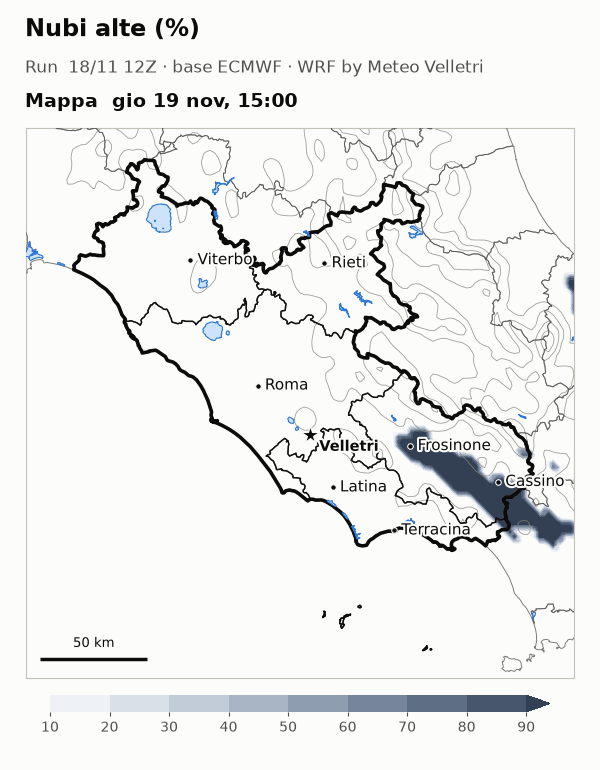 Nubi alte (%)
Run 18/11 12Z · base ECMWF · WRF by Meteo Velletri
Mappa gio 19 nov, 15:00
Viterbo
Rieti
Roma
Velletri
Frosinone
Latina
Cassino
Terracina
50 km
10 20 30 40 50 60 70 80 90